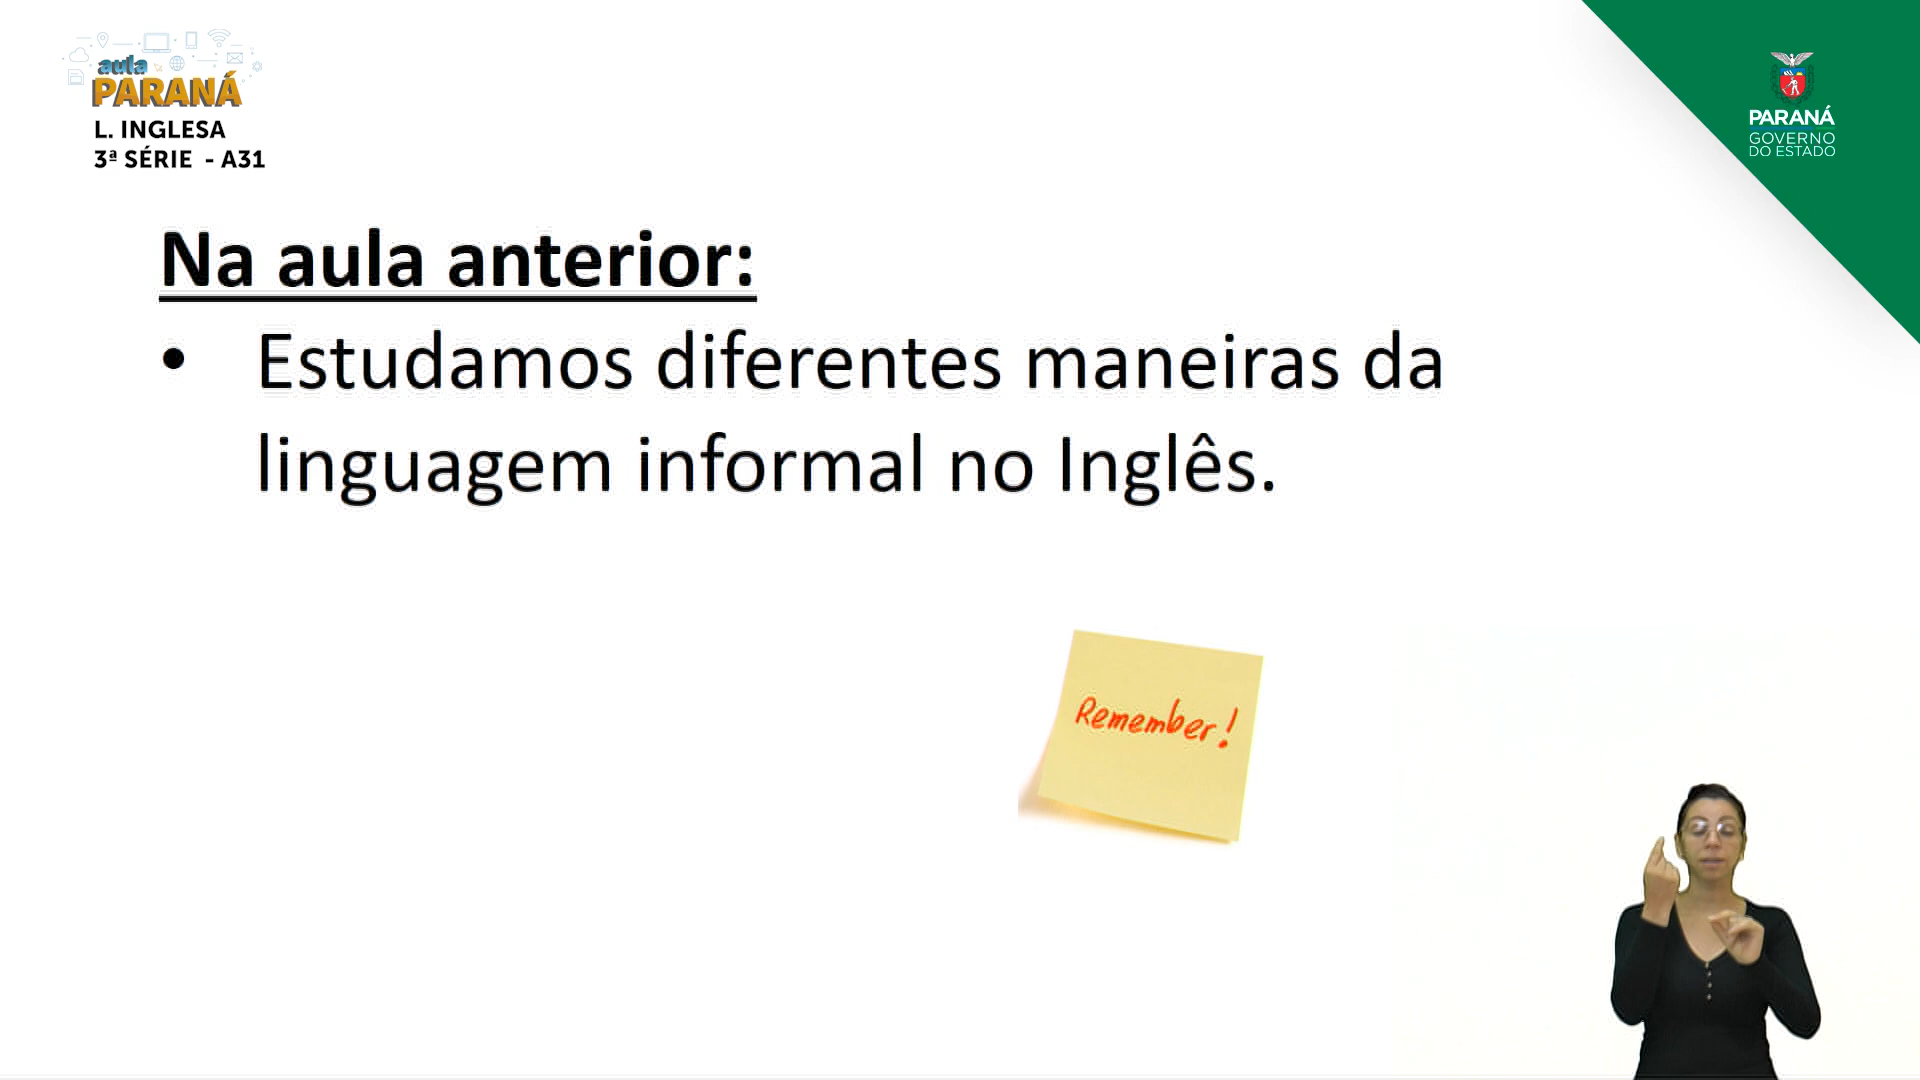 aula
PARANÁ
L. INGLESA
3ª SÉRIE - A31
PARANÁ
GOVERNO
DO ESTADO
Na aula anterior:
• Estudamos diferentes maneiras da
linguagem informal no Inglês.
Remember!